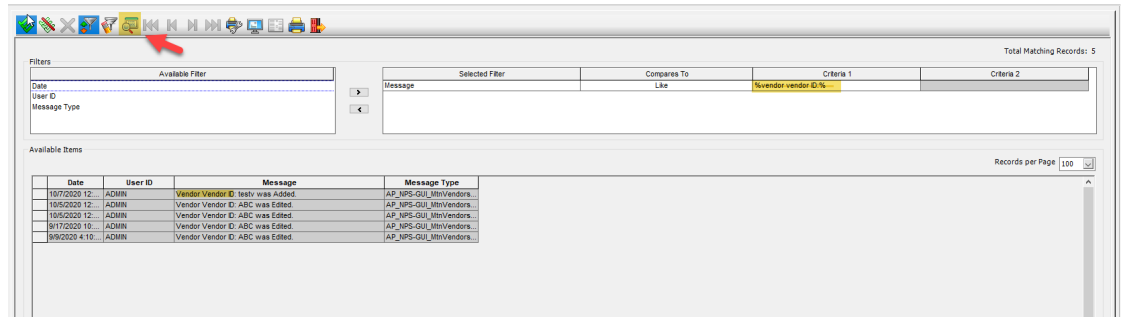 Total Matching Records: 5
Filters
Available Filter
Selected Filter Compares To Criteria 1 Criteria 2
Date
Message Like %vendor vendor ID:%
User ID
Message Type
>
<
Available Items
Records per Page 100
Date User ID Message Message Type
10/7/2020 12:... ADMIN Vendor Vendor ID: testv was Added. AP_NPS-GUI_MtnVendors...
10/5/2020 12:... ADMIN Vendor Vendor ID: ABC was Edited. AP_NPS-GUI_MtnVendors...
10/5/2020 12:... ADMIN Vendor Vendor ID: ABC was Edited. AP_NPS-GUI_MtnVendors...
9/17/2020 10:... ADMIN Vendor Vendor ID: ABC was Edited. AP_NPS-GUI_MtnVendors...
9/9/2020 4:10:... ADMIN Vendor Vendor ID: ABC was Edited. AP_NPS-GUI_MtnVendors...